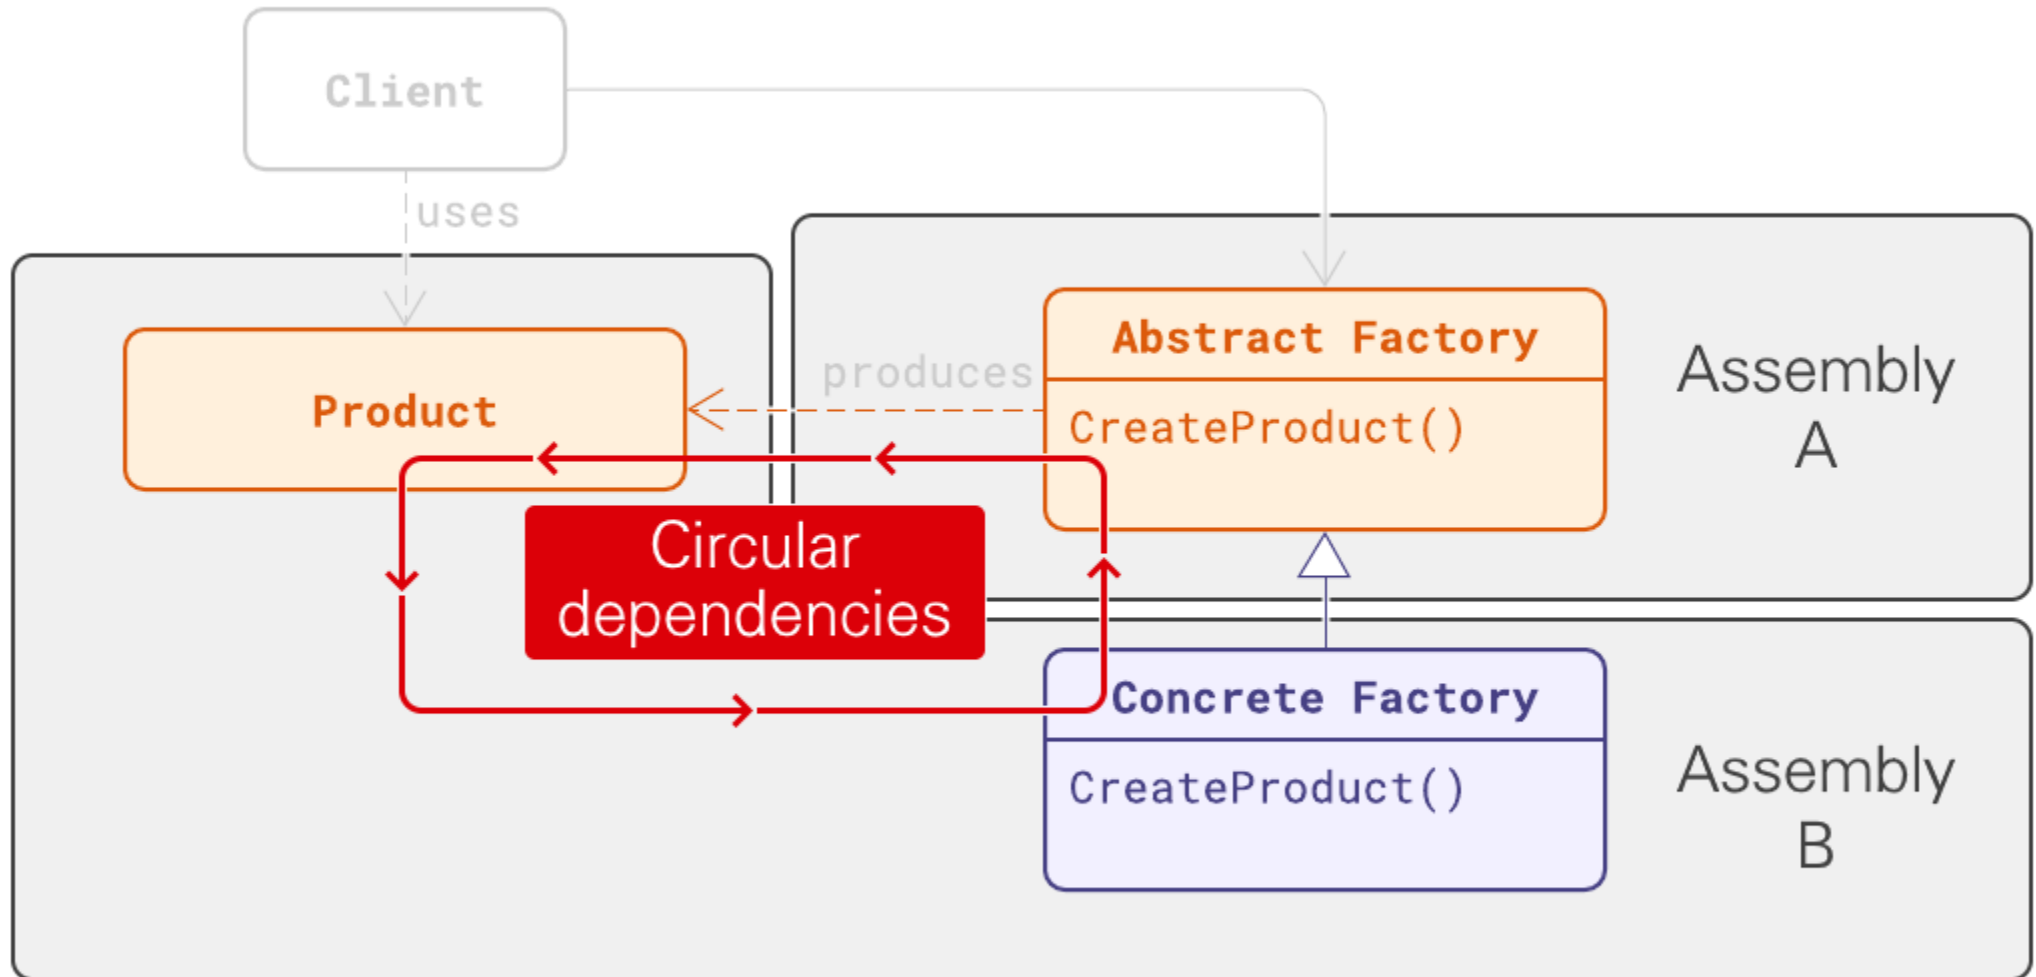 Client
uses
Product
produces
Abstract Factory
CreateProduct()
Assembly
A
Circular
dependencies
Concrete Factory
CreateProduct()
Assembly
B